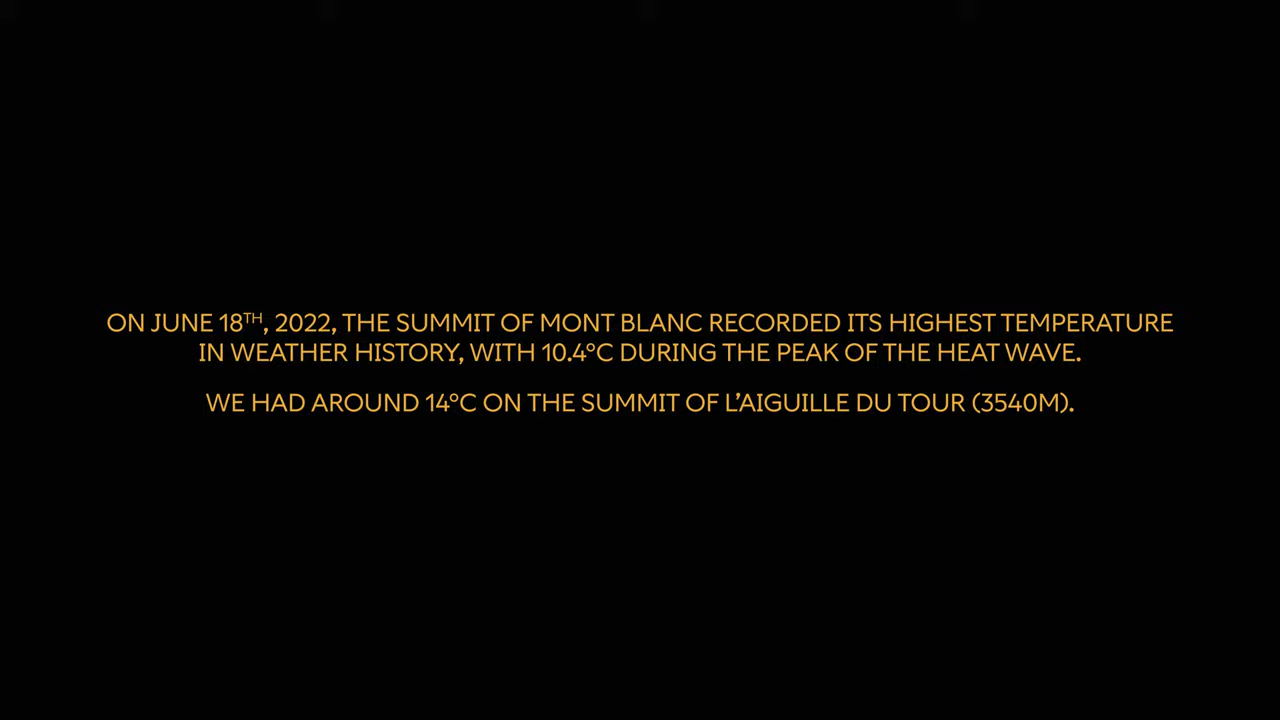 ON JUNE 18TH, 2022, THE SUMMIT OF MONT BLANC RECORDED ITS HIGHEST TEMPERATURE
IN WEATHER HISTORY, WITH 10.4°C DURING THE PEAK OF THE HEAT WAVE.
WE HAD AROUND 14°C ON THE SUMMIT OF L’AIGUILLE DU TOUR (3540M).